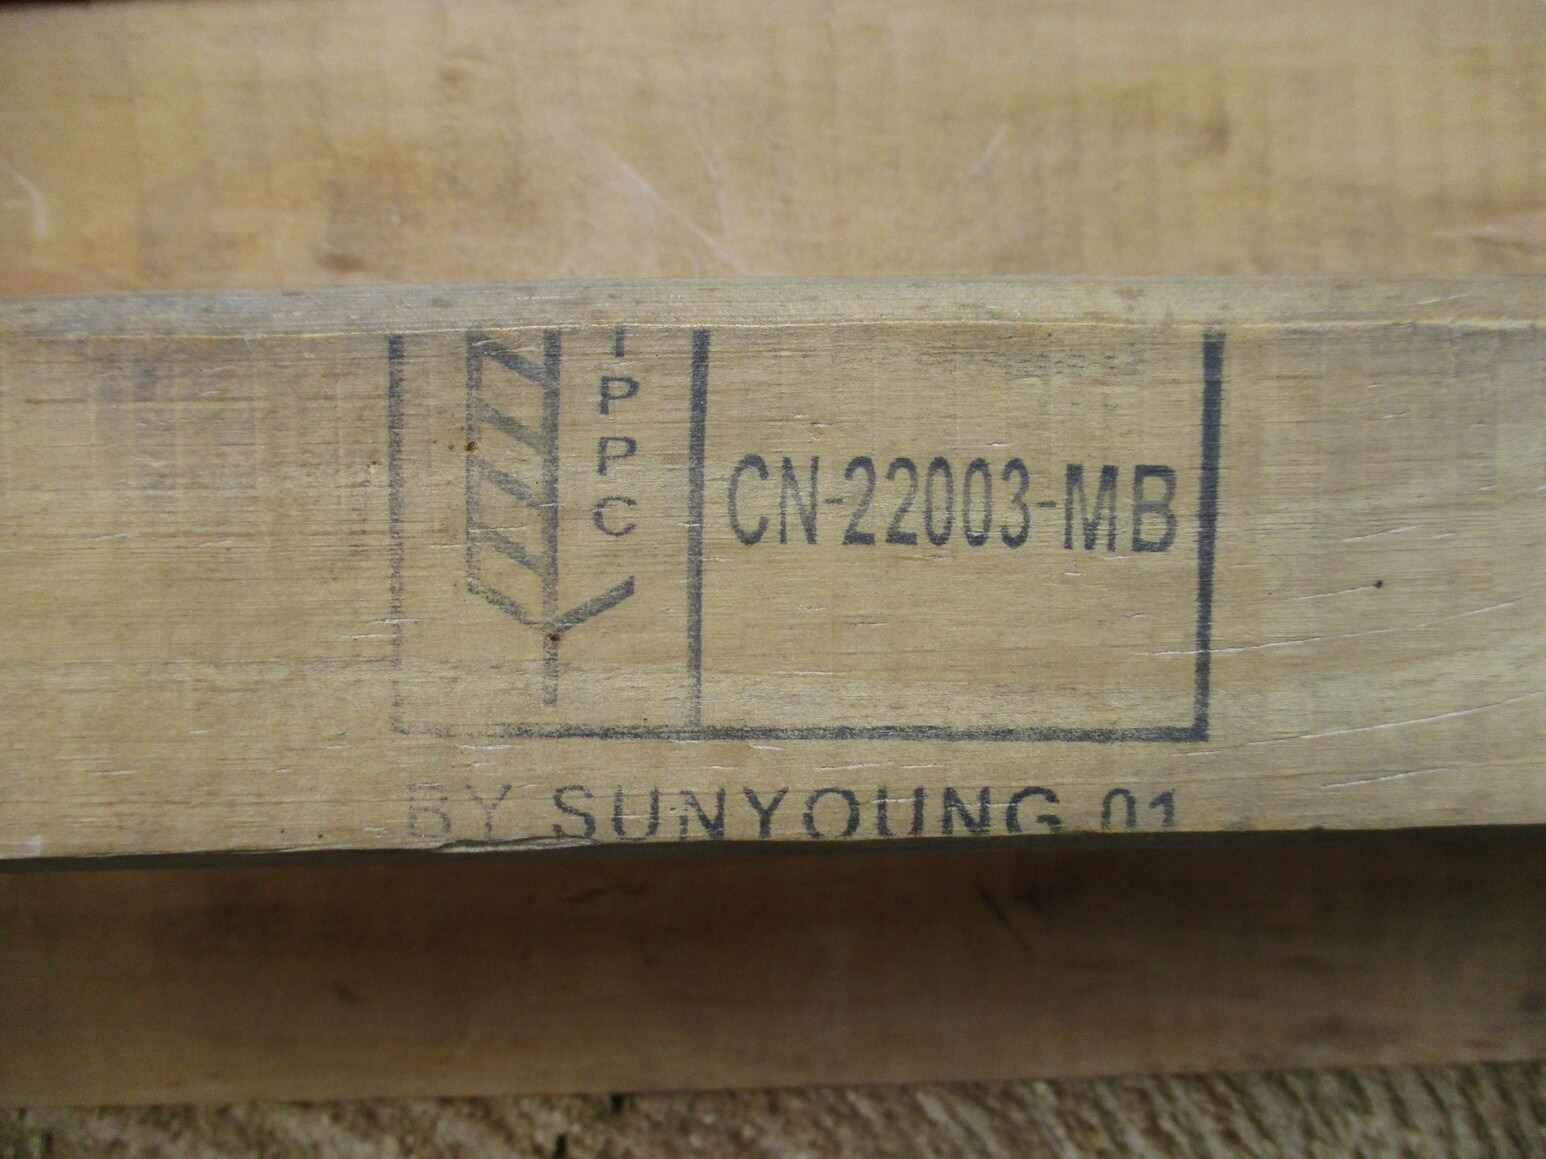 IPPC
CN-22003-MB
BY SUNYOUNG 01